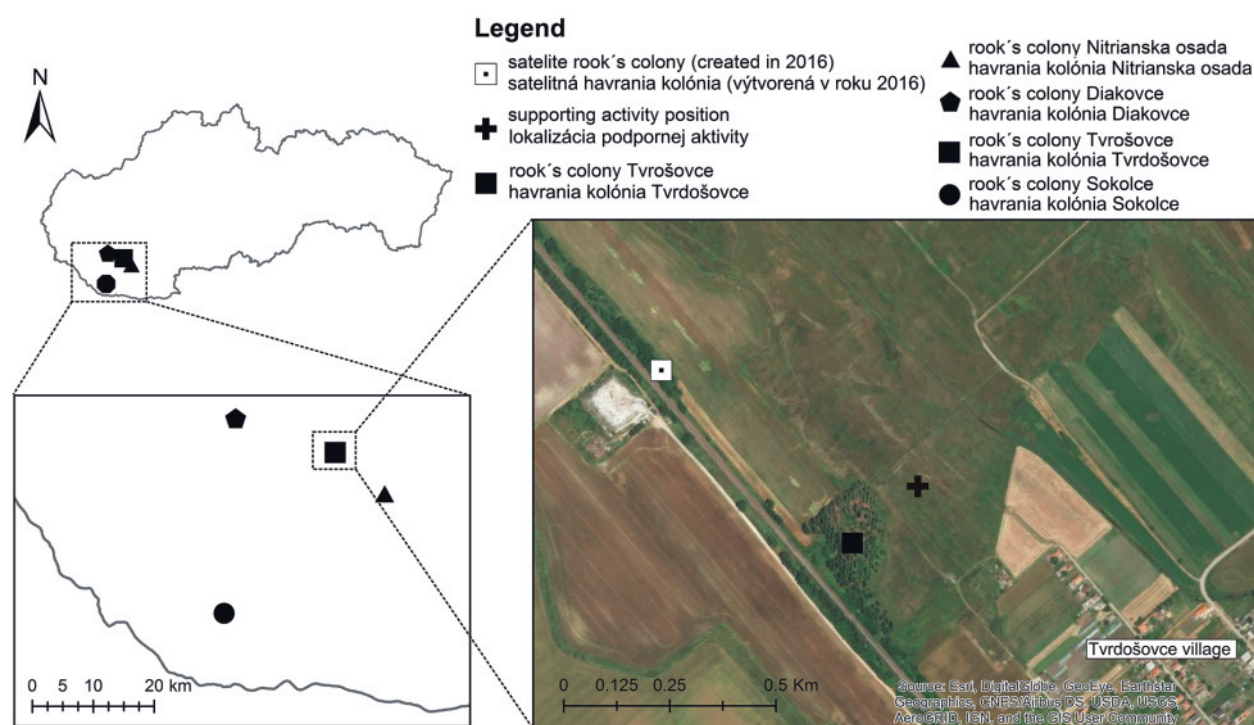 Legend
satelite rook´s colony (created in 2016)
satelitná havrania kolónia (výtvorená v roku 2016)
supporting activity position
lokalizácia podpornej aktivity
rook´s colony Tvrošovce
havrania kolónia Tvrdošovce
rook´s colony Nitrianska osada
havrania kolónia Nitrianska osada
rook´s colony Diakovce
havrania kolónia Diakovce
rook´s colony Tvrošovce
havrania kolónia Tvrdošovce
rook´s colony Sokolce
havrania kolónia Sokolce
N
0 5 10 20 Km
Tvrdošovce village
0 0.125 0.25 0.5 Km
Source: Esri, DigitalGlobe, GeoEye, Earthstar
Geographics, CNES/Airbus DS, USDA, USGS,
AeroGRID, IGN, and the GIS User Community